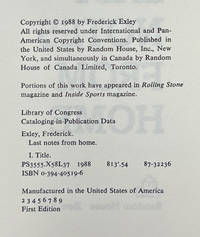 Copyright © 1988 by Frederick Exley
All rights reserved under International and Pan-
American Copyright Conventions. Published in
the United States by Random House, Inc., New
York, and simultaneously in Canada by Random
House of Canada Limited, Toronto.
Portions of this work have appeared in Rolling Stone
magazine and Inside Sports magazine.
Library of Congress
Cataloging-in-Publication Data
Exley, Frederick.
Last notes from home.
I. Title.
PS3555.X58L37 1988 813'.54 87-32236
ISBN 0-394-40519-6
Manufactured in the United States of America
2 3 4 5 6 7 8 9
First Edition